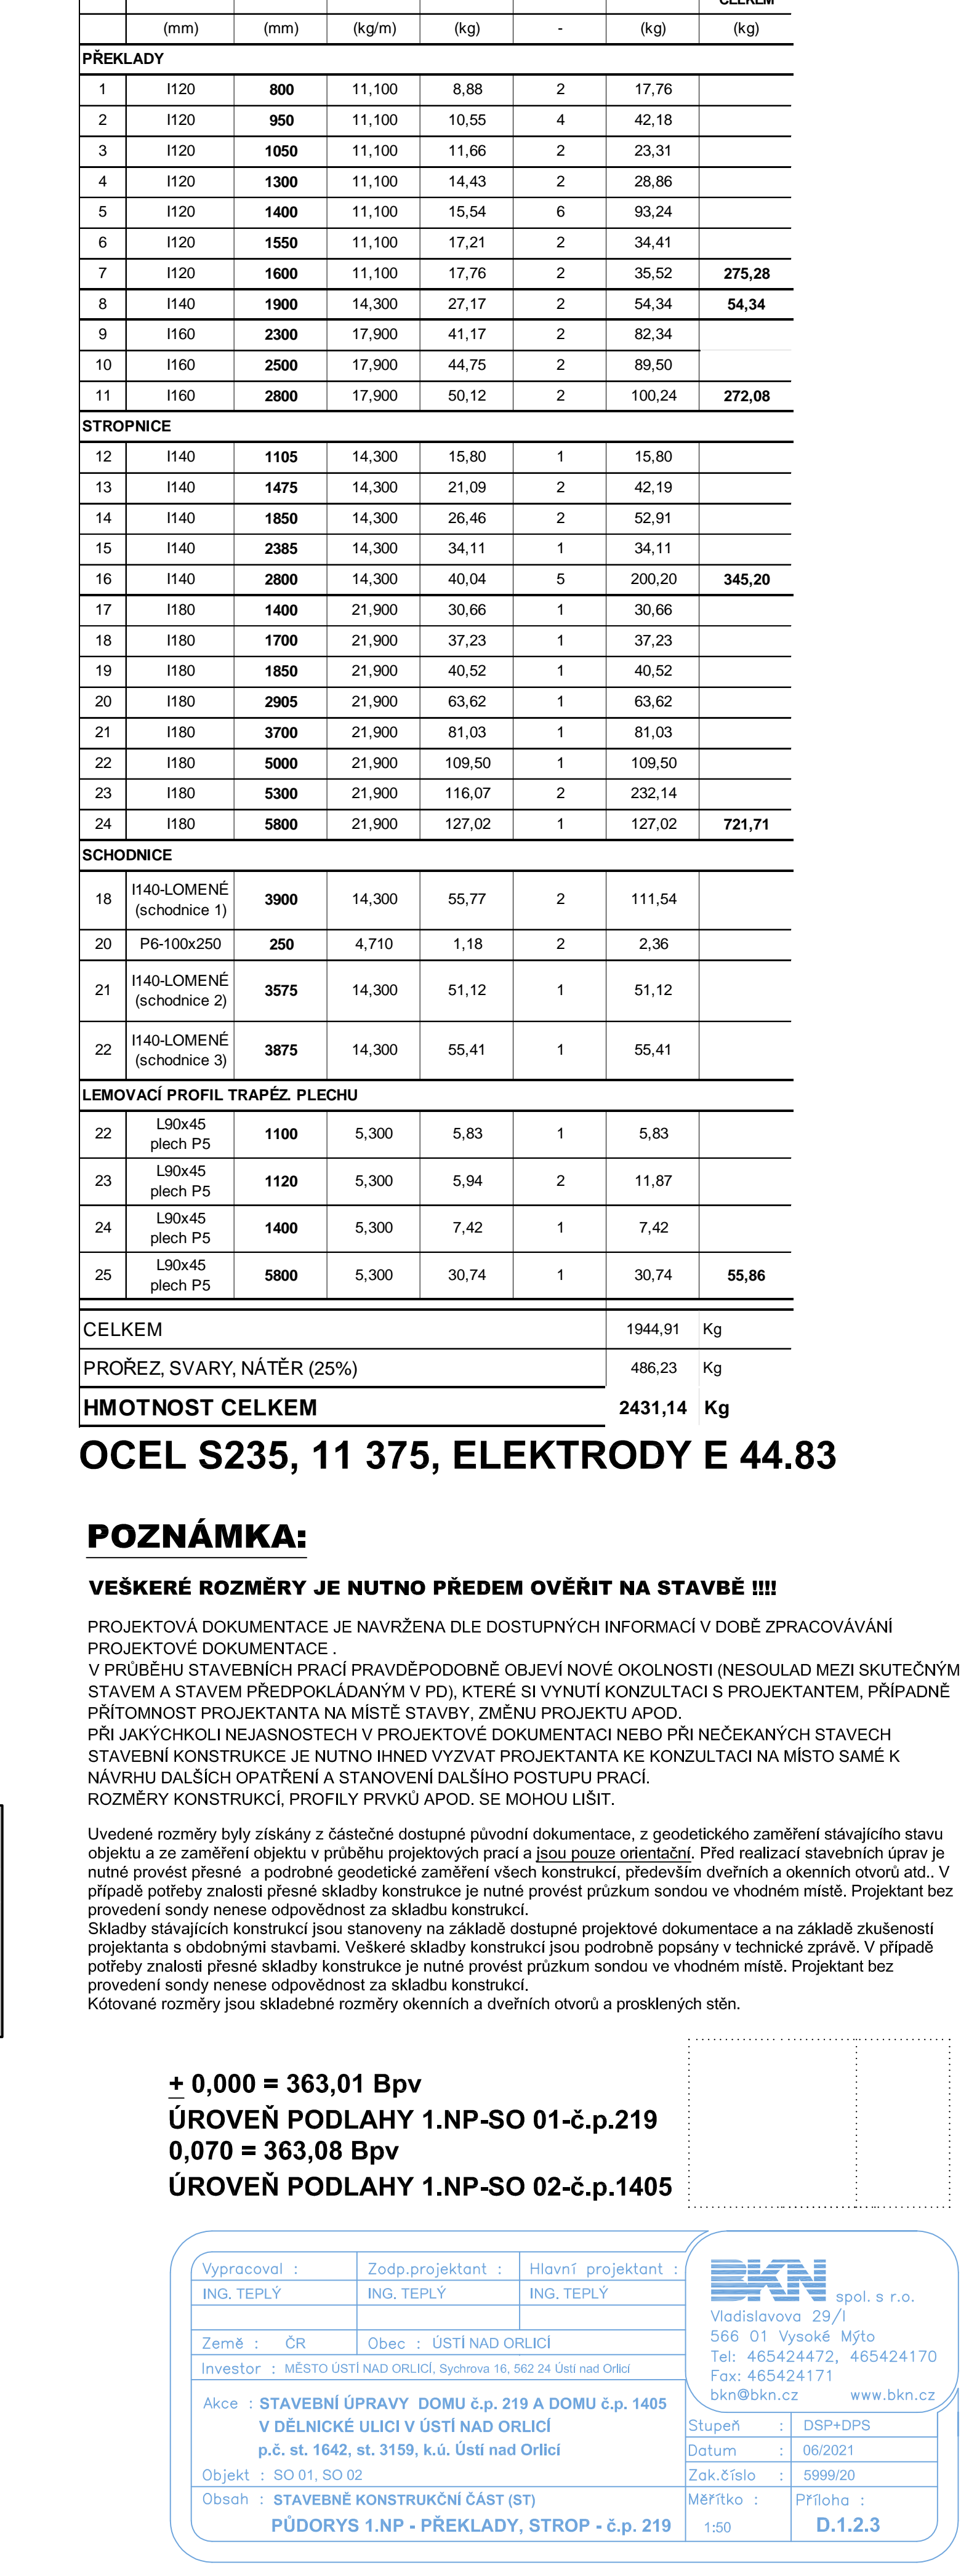 CELKEM
(mm) (mm) (kg/m) (kg) - (kg) (kg)
PŘEKLADY
1 I120 800 11,100 8,88 2 17,76
2 I120 950 11,100 10,55 4 42,18
3 I120 1050 11,100 11,66 2 23,31
4 I120 1300 11,100 14,43 2 28,86
5 I120 1400 11,100 15,54 6 93,24
6 I120 1550 11,100 17,21 2 34,41
7 I120 1600 11,100 17,76 2 35,52 275,28
8 I140 1900 14,300 27,17 2 54,34 54,34
9 I160 2300 17,900 41,17 2 82,34
10 I160 2500 17,900 44,75 2 89,50
11 I160 2800 17,900 50,12 2 100,24 272,08
STROPNICE
12 I140 1105 14,300 15,80 1 15,80
13 I140 1475 14,300 21,09 2 42,19
14 I140 1850 14,300 26,46 2 52,91
15 I140 2385 14,300 34,11 1 34,11
16 I140 2800 14,300 40,04 5 200,20 345,20
17 I180 1400 21,900 30,66 1 30,66
18 I180 1700 21,900 37,23 1 37,23
19 I180 1850 21,900 40,52 1 40,52
20 I180 2905 21,900 63,62 1 63,62
21 I180 3700 21,900 81,03 1 81,03
22 I180 5000 21,900 109,50 1 109,50
23 I180 5300 21,900 116,07 2 232,14
24 I180 5800 21,900 127,02 1 127,02 721,71
SCHODNICE
18 I140-LOMENÉ (schodnice 1) 3900 14,300 55,77 2 111,54
20 P6-100x250 250 4,710 1,18 2 2,36
21 I140-LOMENÉ (schodnice 2) 3575 14,300 51,12 1 51,12
22 I140-LOMENÉ (schodnice 3) 3875 14,300 55,41 1 55,41
LEMOVACÍ PROFIL TRAPÉZ. PLECHU
22 L90x45 plech P5 1100 5,300 5,83 1 5,83
23 L90x45 plech P5 1120 5,300 5,94 2 11,87
24 L90x45 plech P5 1400 5,300 7,42 1 7,42
25 L90x45 plech P5 5800 5,300 30,74 1 30,74 55,86
CELKEM 1944,91 Kg
PROŘEZ, SVARY, NÁTĚR (25%) 486,23 Kg
HMOTNOST CELKEM 2431,14 Kg
OCEL S235, 11 375, ELEKTRODY E 44.83
POZNÁMKA:
VEŠKERÉ ROZMĚRY JE NUTNO PŘEDEM OVĚŘIT NA STAVBĚ !!!!
PROJEKTOVÁ DOKUMENTACE JE NAVRŽENA DLE DOSTUPNÝCH INFORMACÍ V DOBĚ ZPRACOVÁVÁNÍ
PROJEKTOVÉ DOKUMENTACE .
V PRŮBĚHU STAVEBNÍCH PRACÍ PRAVDĚPODOBNĚ OBJEVÍ NOVÉ OKOLNOSTI (NESOULAD MEZI SKUTEČNÝM
STAVEM A STAVEM PŘEDPOKLÁDANÝM V PD), KTERÉ SI VYNUTÍ KONZULTACI S PROJEKTANTEM, PŘÍPADNĚ
PŘÍTOMNOST PROJEKTANTA NA MÍSTĚ STAVBY, ZMĚNU PROJEKTU APOD.
PŘI JAKÝCHKOLI NEJASNOSTECH V PROJEKTOVÉ DOKUMENTACI NEBO PŘI NEČEKANÝCH STAVECH
STAVEBNÍ KONSTRUKCE JE NUTNO IHNED VYZVAT PROJEKTANTA KE KONZULTACI NA MÍSTO SAMÉ K
NÁVRHU DALŠÍCH OPATŘENÍ A STANOVENÍ DALŠÍHO POSTUPU PRACÍ.
ROZMĚRY KONSTRUKCÍ, PROFILY PRVKŮ APOD. SE MOHOU LIŠIT.
Uvedené rozměry byly získány z částečné dostupné původní dokumentace, z geodetického zaměření stávajícího stavu
objektu a ze zaměření objektu v průběhu projektových prací a jsou pouze orientační. Před realizací stavebních úprav je
nutné provést přesné a podrobné geodetické zaměření všech konstrukcí, především dveřních a okenních otvorů atd.. V
případě potřeby znalosti přesné skladby konstrukce je nutné provést průzkum sondou ve vhodném místě. Projektant bez
provedení sondy nenese odpovědnost za skladbu konstrukcí.
Skladby stávajících konstrukcí jsou stanoveny na základě dostupné projektové dokumentace a na základě zkušeností
projektanta s obdobnými stavbami. Veškeré skladby konstrukcí jsou podrobně popsány v technické zprávě. V případě
potřeby znalosti přesné skladby konstrukce je nutné provést průzkum sondou ve vhodném místě. Projektant bez
provedení sondy nenese odpovědnost za skladbu konstrukcí.
Kótované rozměry jsou skladebné rozměry okenních a dveřních otvorů a prosklených stěn.
± 0,000 = 363,01 Bpv
ÚROVEŇ PODLAHY 1.NP-SO 01-č.p.219
0,070 = 363,08 Bpv
ÚROVEŇ PODLAHY 1.NP-SO 02-č.p.1405
Vypracoval : Zodp.projektant : Hlavní projektant :
ING. TEPLÝ ING. TEPLÝ ING. TEPLÝ
BKN spol. s r.o.
Vladislavova 29/I
566 01 Vysoké Mýto
Tel: 465424472, 465424170
Fax: 465424171
bkn@bkn.cz www.bkn.cz
Země : ČR Obec : ÚSTÍ NAD ORLICÍ
Investor : MĚSTO ÚSTÍ NAD ORLICÍ, Sychrova 16, 562 24 Ústí nad Orlicí
Akce : STAVEBNÍ ÚPRAVY DOMU č.p. 219 A DOMU č.p. 1405
V DĚLNICKÉ ULICI V ÚSTÍ NAD ORLICÍ
p.č. st. 1642, st. 3159, k.ú. Ústí nad Orlicí
Objekt : SO 01, SO 02
Obsah : STAVEBNĚ KONSTRUKČNÍ ČÁST (ST)
PŮDORYS 1.NP - PŘEKLADY, STROP - č.p. 219
Stupeň : DSP+DPS
Datum : 06/2021
Zak.číslo : 5999/20
Měřítko : Příloha :
1:50 D.1.2.3